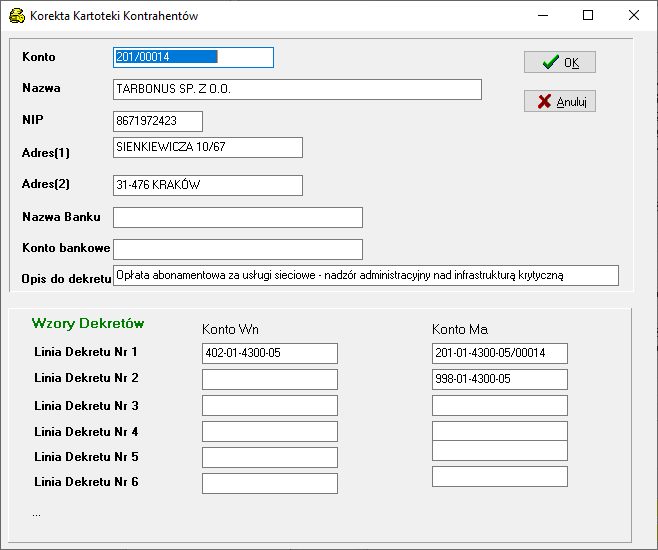 Korekta Kartoteki Kontrahentów
Konto 201/00014
OK
Nazwa TARBONUS SP. Z O.O.
Anuluj
NIP 8671972423
Adres(1) SIENKIEWICZA 10/67
Adres(2) 31-476 KRAKÓW
Nazwa Banku
Konto bankowe
Opis do dekretu Opłata abonamentowa za usługi sieciowe - nadzór administracyjny nad infrastrukturą krytyczną
Wzory Dekretów Konto Wn Konto Ma
Linia Dekretu Nr 1 402-01-4300-05 201-01-4300-05/00014
Linia Dekretu Nr 2 998-01-4300-05
Linia Dekretu Nr 3
Linia Dekretu Nr 4
Linia Dekretu Nr 5
Linia Dekretu Nr 6
...